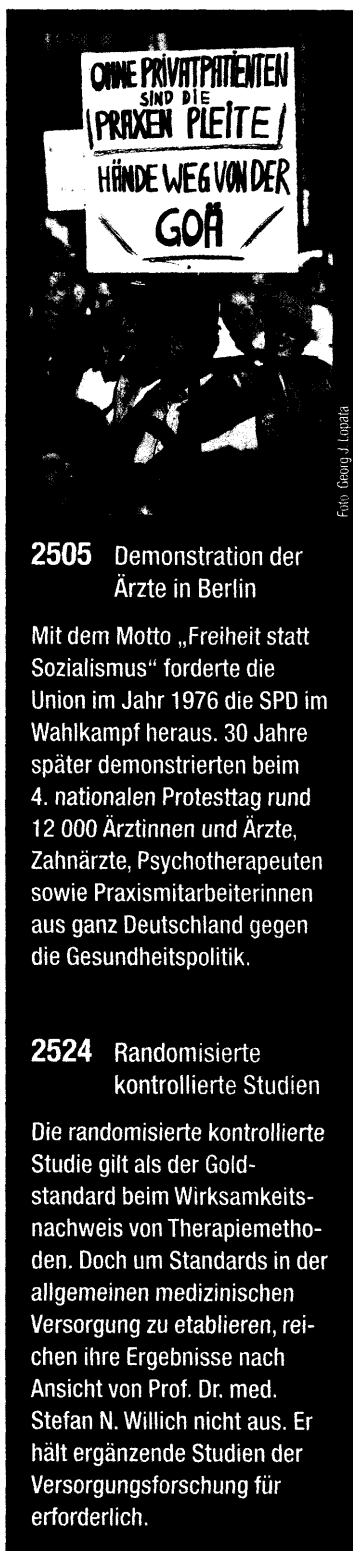 OHNE PRIVATPATIENTEN
SIND DIE
PRAXEN PLEITE!
HÄNDE WEG VON DER
GOÄ
Foto Georg J. Lopata
2505 Demonstration der
Ärzte in Berlin
Mit dem Motto „Freiheit statt
Sozialismus“ forderte die
Union im Jahr 1976 die SPD im
Wahlkampf heraus. 30 Jahre
später demonstrierten beim
4. nationalen Protesttag rund
12 000 Ärztinnen und Ärzte,
Zahnärzte, Psychotherapeuten
sowie Praxismitarbeiterinnen
aus ganz Deutschland gegen
die Gesundheitspolitik.
2524 Randomisierte
kontrollierte Studien
Die randomisierte kontrollierte
Studie gilt als der Gold-
standard beim Wirksamkeits-
nachweis von Therapiemetho-
den. Doch um Standards in der
allgemeinen medizinischen
Versorgung zu etablieren, rei-
chen ihre Ergebnisse nach
Ansicht von Prof. Dr. med.
Stefan N. Willich nicht aus. Er
hält ergänzende Studien der
Versorgungsforschung für
erforderlich.